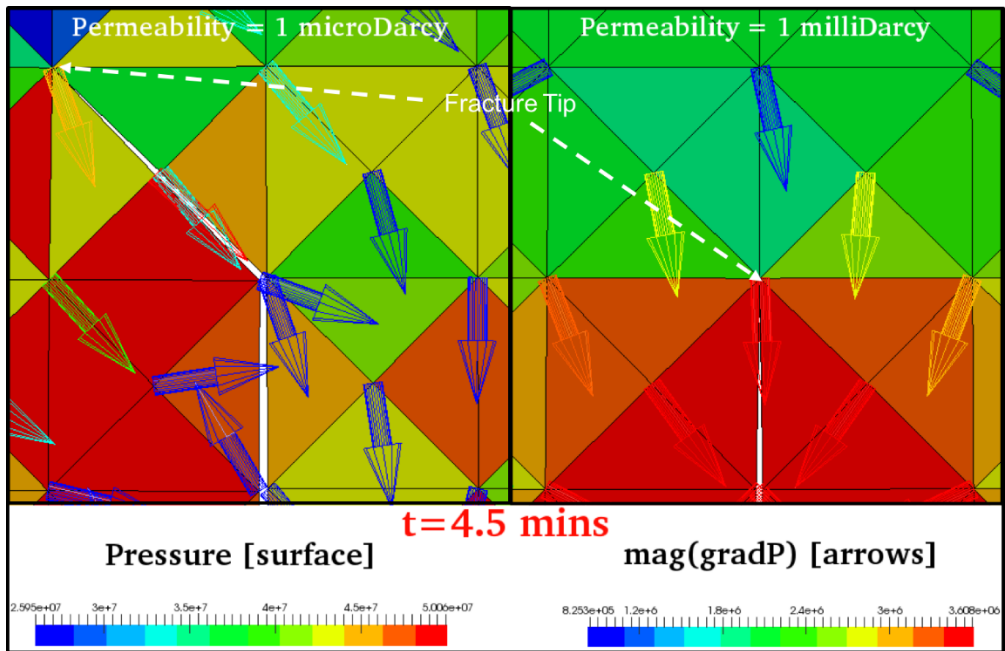 Permeability = 1 microDarcy
Permeability = 1 milliDarcy
Fracture Tip
t=4.5 mins
Pressure [surface]
mag(gradP) [arrows]
2.595e+07 3e+7 3.5e+7 4e+7 4.5e+7 5.006e+07
8.253e+05 1.2e+6 1.8e+6 2.4e+6 3e+6 3.608e+06